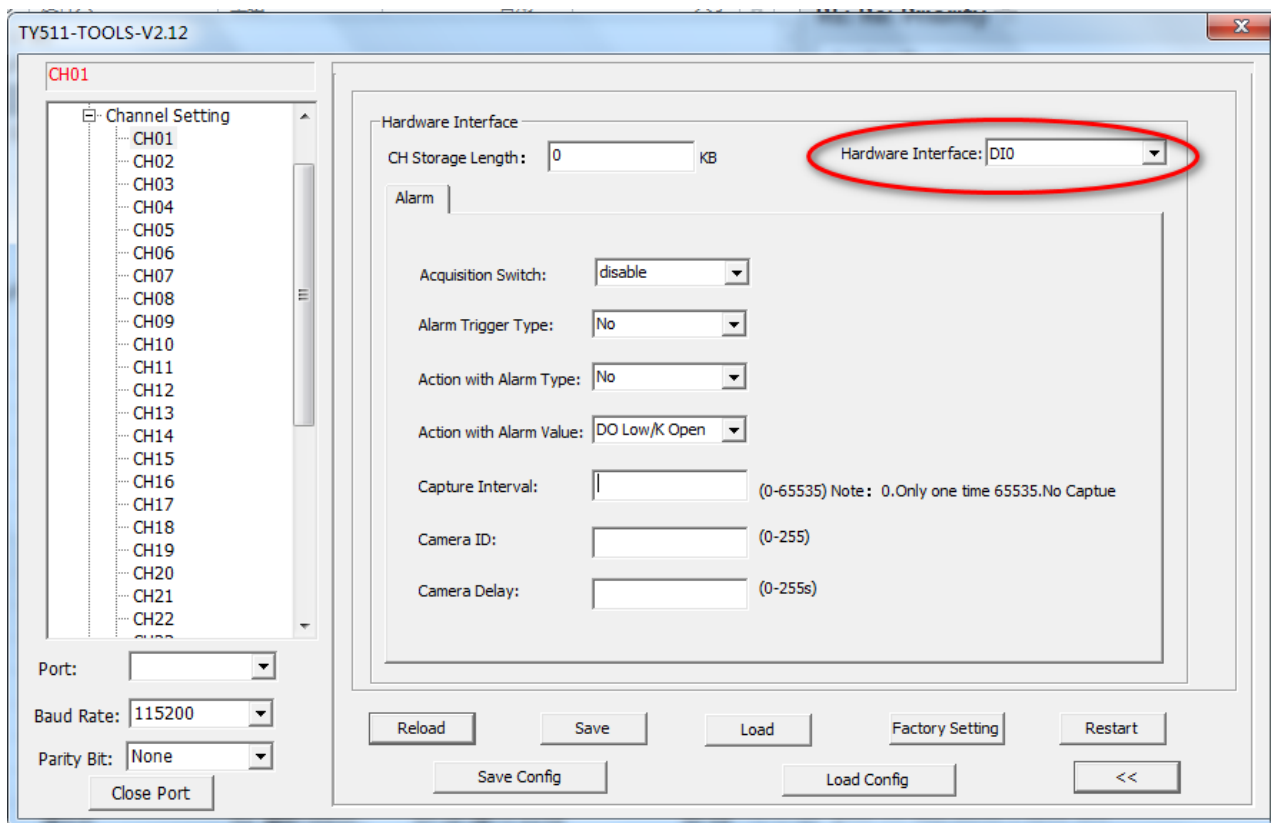 TY511-TOOLS-V2.12
CH01
Channel Setting
CH01
CH02
CH03
CH04
CH05
CH06
CH07
CH08
CH09
CH10
CH11
CH12
CH13
CH14
CH15
CH16
CH17
CH18
CH19
CH20
CH21
CH22
Port:
Baud Rate: 115200
Parity Bit: None
Close Port
Hardware Interface
CH Storage Length: 0 KB
Hardware Interface: DI0
Alarm
Acquisition Switch: disable
Alarm Trigger Type: No
Action with Alarm Type: No
Action with Alarm Value: DO Low/K Open
Capture Interval: (0-65535) Note: 0.Only one time 65535.No Captue
Camera ID: (0-255)
Camera Delay: (0-255s)
Reload Save Load Factory Setting Restart
Save Config Load Config <<